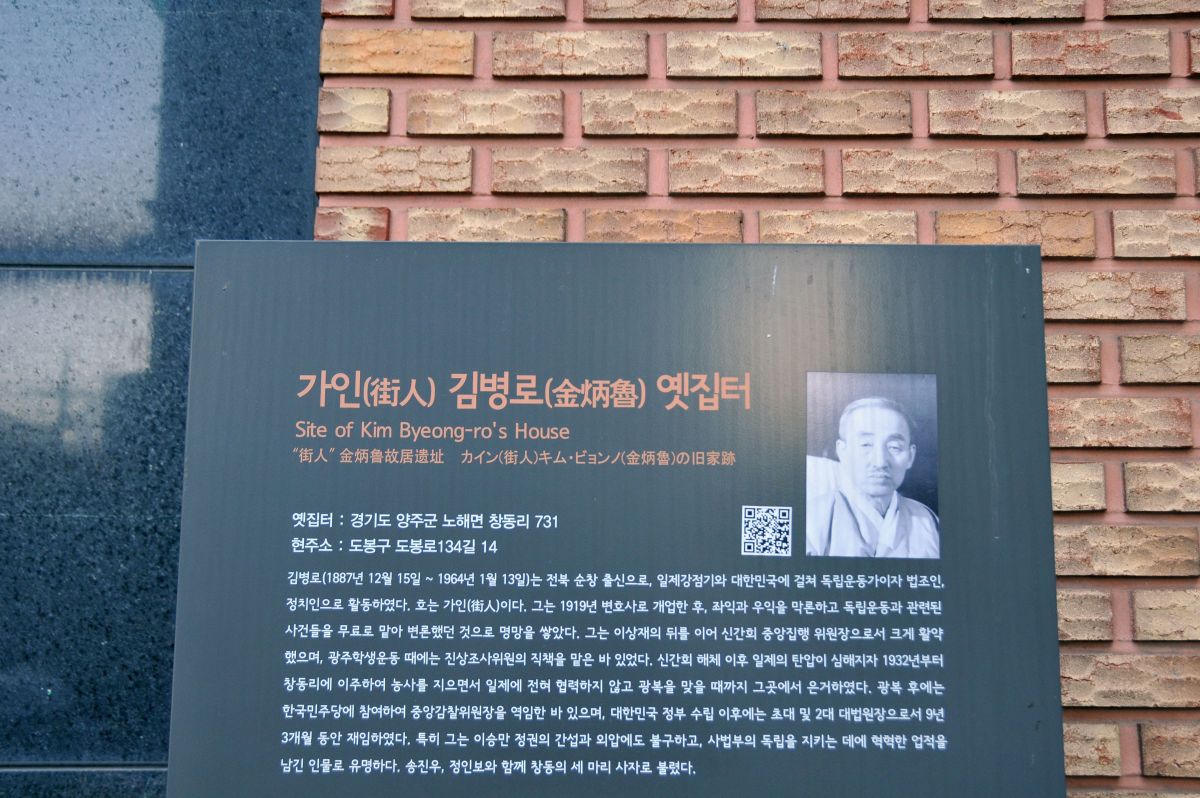 가인(街人) 김병로(金炳魯) 옛집터
Site of Kim Byeong-ro's House
“街人” 金炳鲁故居遗址 カイン(街人)キム・ビョンノ(金炳魯)の旧家跡
옛집터 : 경기도 양주군 노해면 창동리 731
현주소 : 도봉구 도봉로134길 14
김병로(1887년 12월 15일 ~ 1964년 1월 13일)는 전북 순창 출신으로, 일제강점기와 대한민국에 걸쳐 독립운동가이자 법조인,
정치인으로 활동하였다. 호는 가인(街人)이다. 그는 1919년 변호사로 개업한 후, 좌익과 우익을 막론하고 독립운동과 관련된
사건들을 무료로 맡아 변론했던 것으로 명망을 쌓았다. 그는 이상재의 뒤를 이어 신간회 중앙집행 위원장으로서 크게 활약
했으며, 광주학생운동 때에는 진상조사위원의 직책을 맡은 바 있었다. 신간회 해체 이후 일제의 탄압이 심해지자 1932년부터
창동리에 이주하여 농사를 지으면서 일제에 전혀 협력하지 않고 광복을 맞을 때까지 그곳에서 은거하였다. 광복 후에는
한국민주당에 참여하여 중앙감찰위원장을 역임한 바 있으며, 대한민국 정부 수립 이후에는 초대 및 2대 대법원장으로서 9년
3개월 동안 재임하였다. 특히 그는 이승만 정권의 간섭과 외압에도 불구하고, 사법부의 독립을 지키는 데에 혁혁한 업적을
남긴 인물로 유명하다. 송진우, 정인보와 함께 창동의 세 마리 사자로 불렸다.